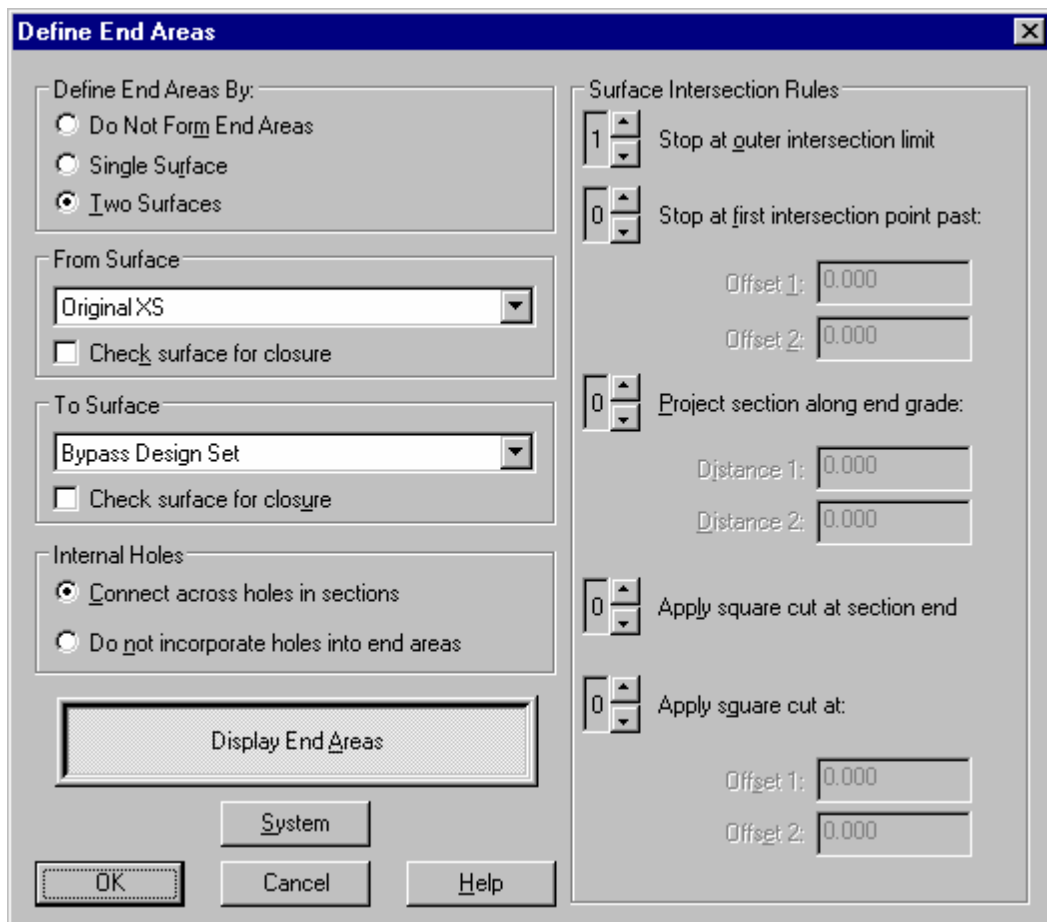 Define End Areas
Define End Areas By:
Do Not Form End Areas
Single Surface
Two Surfaces
From Surface
Original XS
Check surface for closure
To Surface
Bypass Design Set
Check surface for closure
Internal Holes
Connect across holes in sections
Do not incorporate holes into end areas
Display End Areas
System
OK
Cancel
Help
Surface Intersection Rules
1 Stop at outer intersection limit
0 Stop at first intersection point past:
Offset 1: 0.000
Offset 2: 0.000
0 Project section along end grade:
Distance 1: 0.000
Distance 2: 0.000
0 Apply square cut at section end
0 Apply square cut at:
Offset 1: 0.000
Offset 2: 0.000